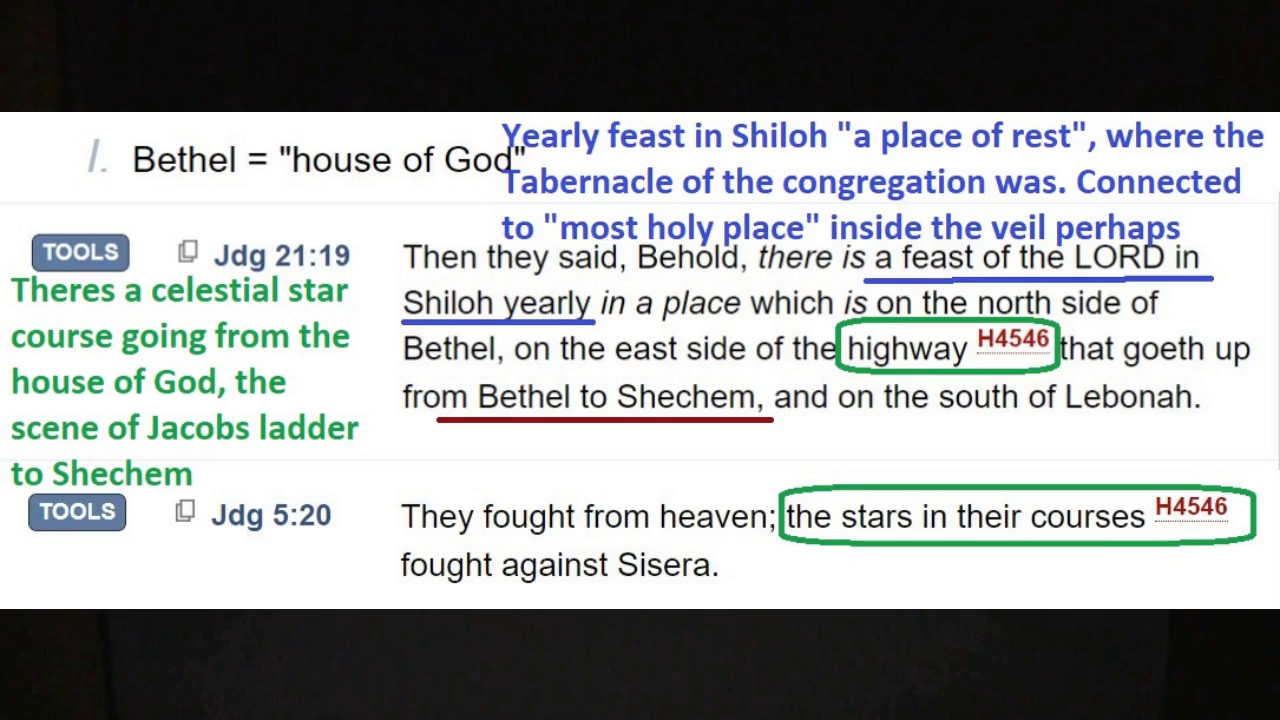 I. Bethel = "house of God"
Yearly feast in Shiloh "a place of rest", where the
Tabernacle of the congregation was. Connected
to "most holy place" inside the veil perhaps
TOOLS Jdg 21:19
Then they said, Behold, there is a feast of the LORD in
Shiloh yearly in a place which is on the north side of
Bethel, on the east side of the highway H4546 that goeth up
from Bethel to Shechem, and on the south of Lebonah.
Theres a celestial star
course going from the
house of God, the
scene of Jacobs ladder
to Shechem
TOOLS Jdg 5:20
They fought from heaven; the stars in their courses H4546
fought against Sisera.